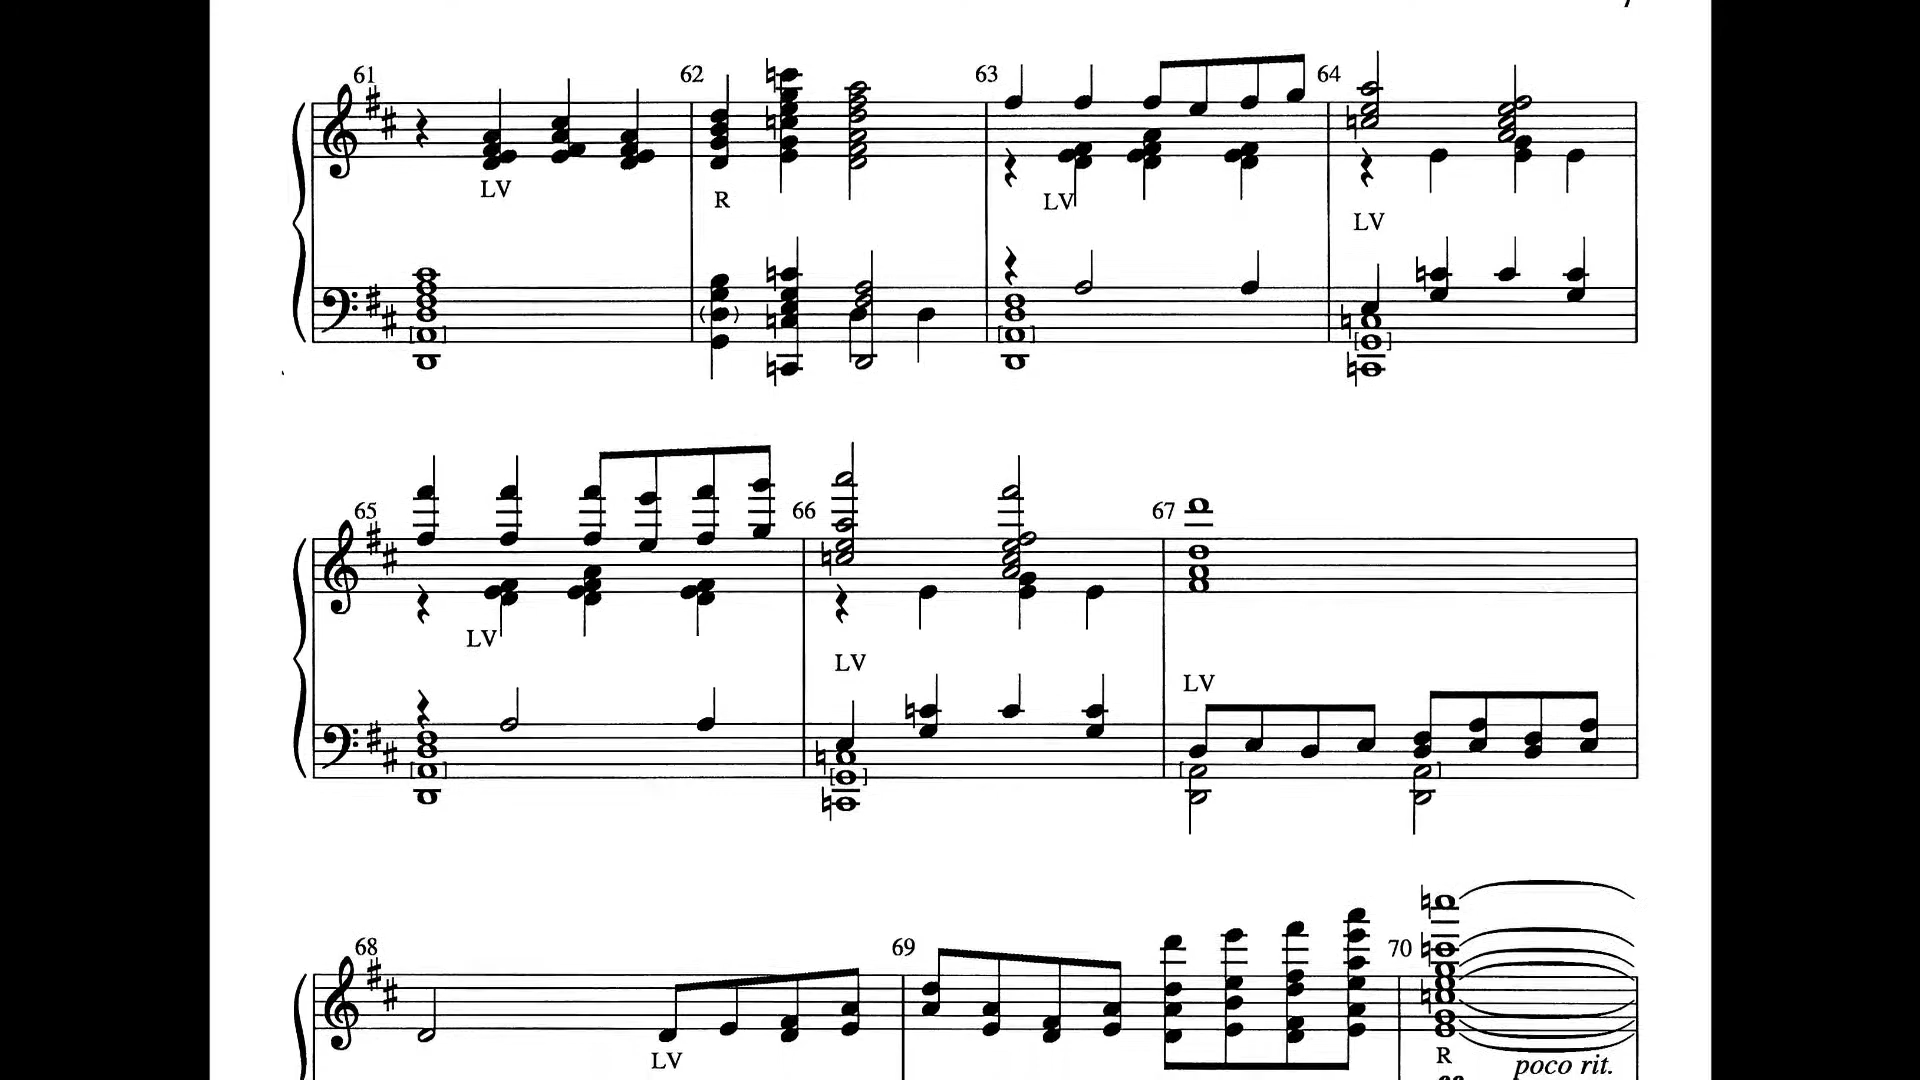 61 62 63 64
LV R LV LV
65 66 67
LV LV LV
68 69 70
LV R
poco rit.